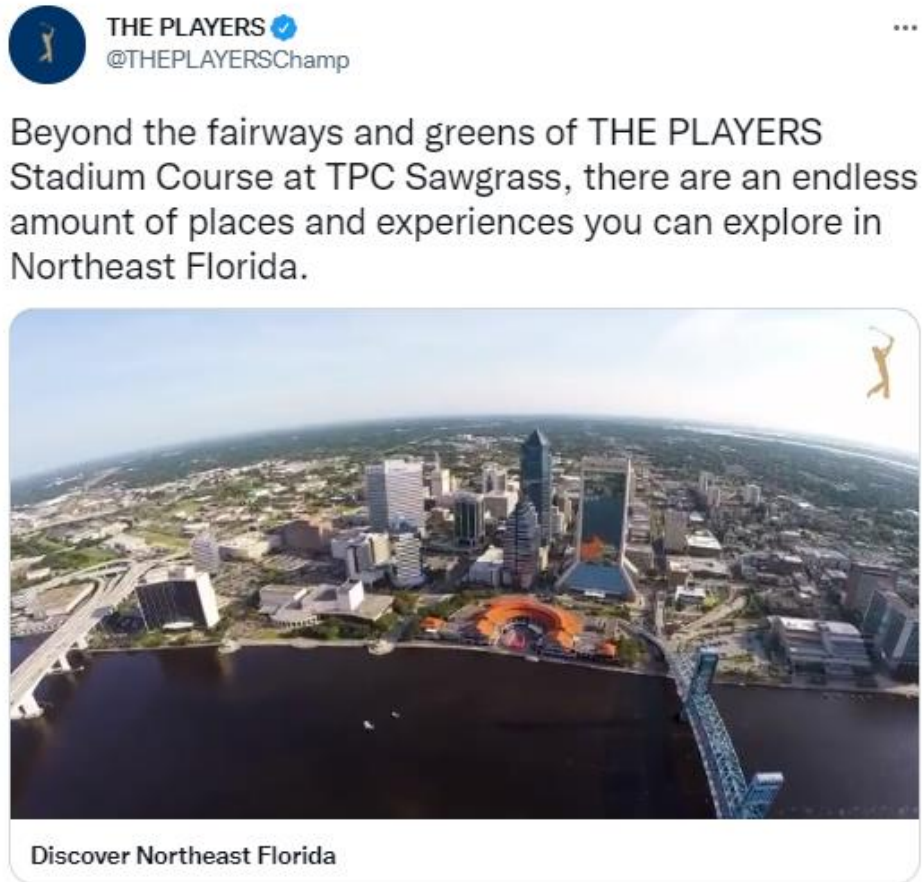 THE PLAYERS
@THEPLAYERSChamp
Beyond the fairways and greens of THE PLAYERS
Stadium Course at TPC Sawgrass, there are an endless
amount of places and experiences you can explore in
Northeast Florida.
Discover Northeast Florida